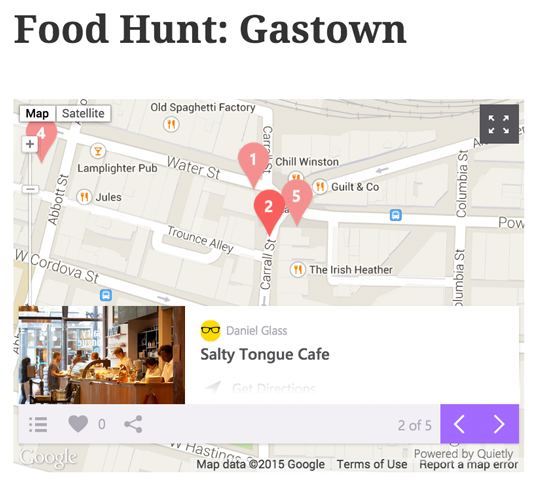 Food Hunt: Gastown
Map Satellite
Old Spaghetti Factory
4
+
Lamplighter Pub
Water St
1
Chill Winston
Guilt & Co
5
2
Jules
Abbott St
Trounce Alley
Carrall St
Columbia St
Pow
W Cordova St
The Irish Heather
Daniel Glass
Salty Tongue Cafe
Get Directions
0
2 of 5
W Hastings
Powered by Quietly
Google
Map data ©2015 Google Terms of Use Report a map error